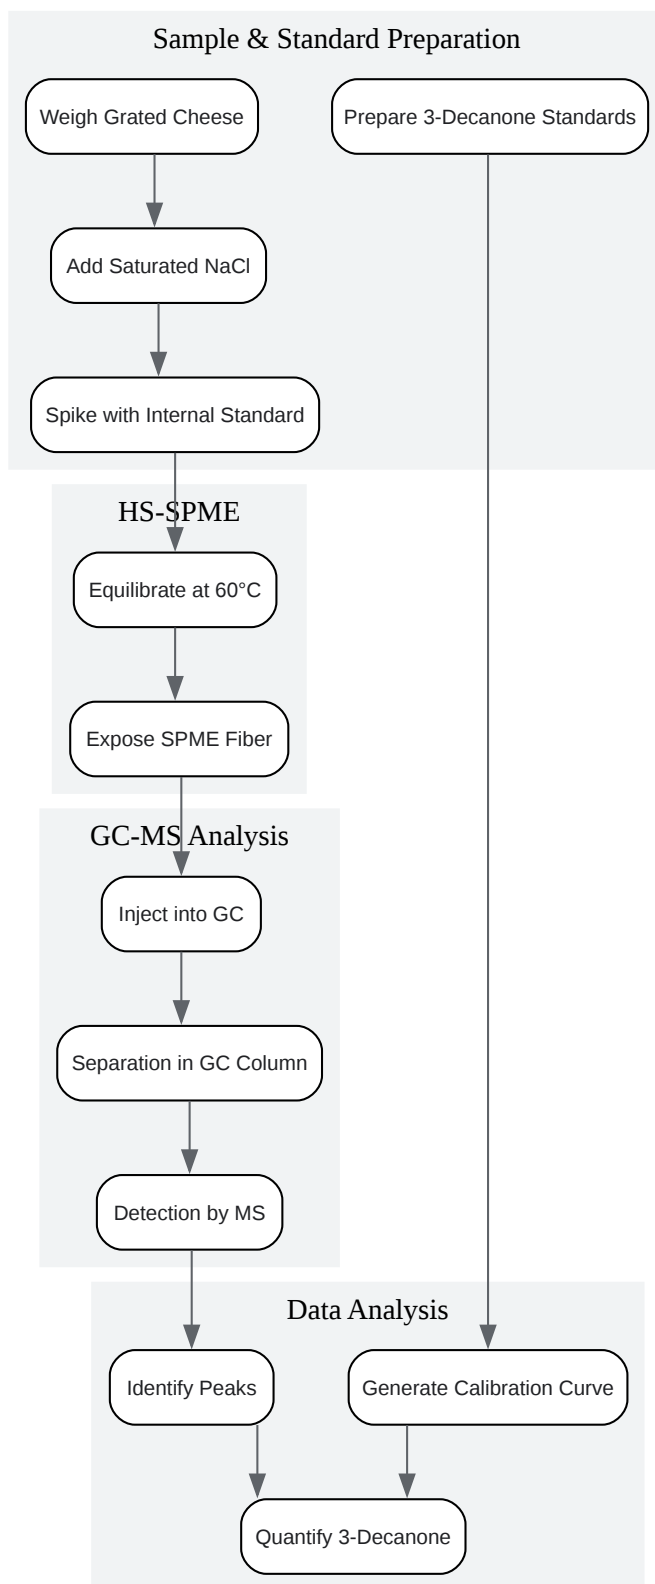 Sample & Standard Preparation
Weigh Grated Cheese
Prepare 3-Decanone Standards
Add Saturated NaCl
Spike with Internal Standard
HS-SPME
Equilibrate at 60°C
Expose SPME Fiber
GC-MS Analysis
Inject into GC
Separation in GC Column
Detection by MS
Data Analysis
Identify Peaks
Generate Calibration Curve
Quantify 3-Decanone